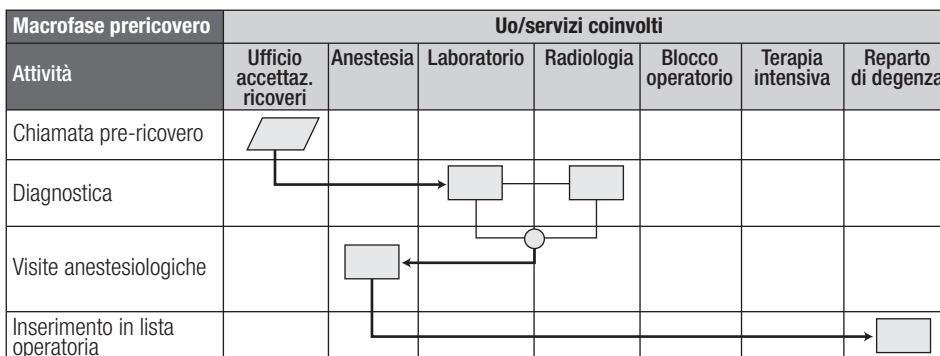 Macrofase prericovero
Uo/servizi coinvolti
Attività
Ufficio
accettaz.
ricoveri
Anestesia
Laboratorio
Radiologia
Blocco
operatorio
Terapia
intensiva
Reparto
di degenza
Chiamata pre-ricovero
Diagnostica
Visite anestesiologiche
Inserimento in lista
operatoria